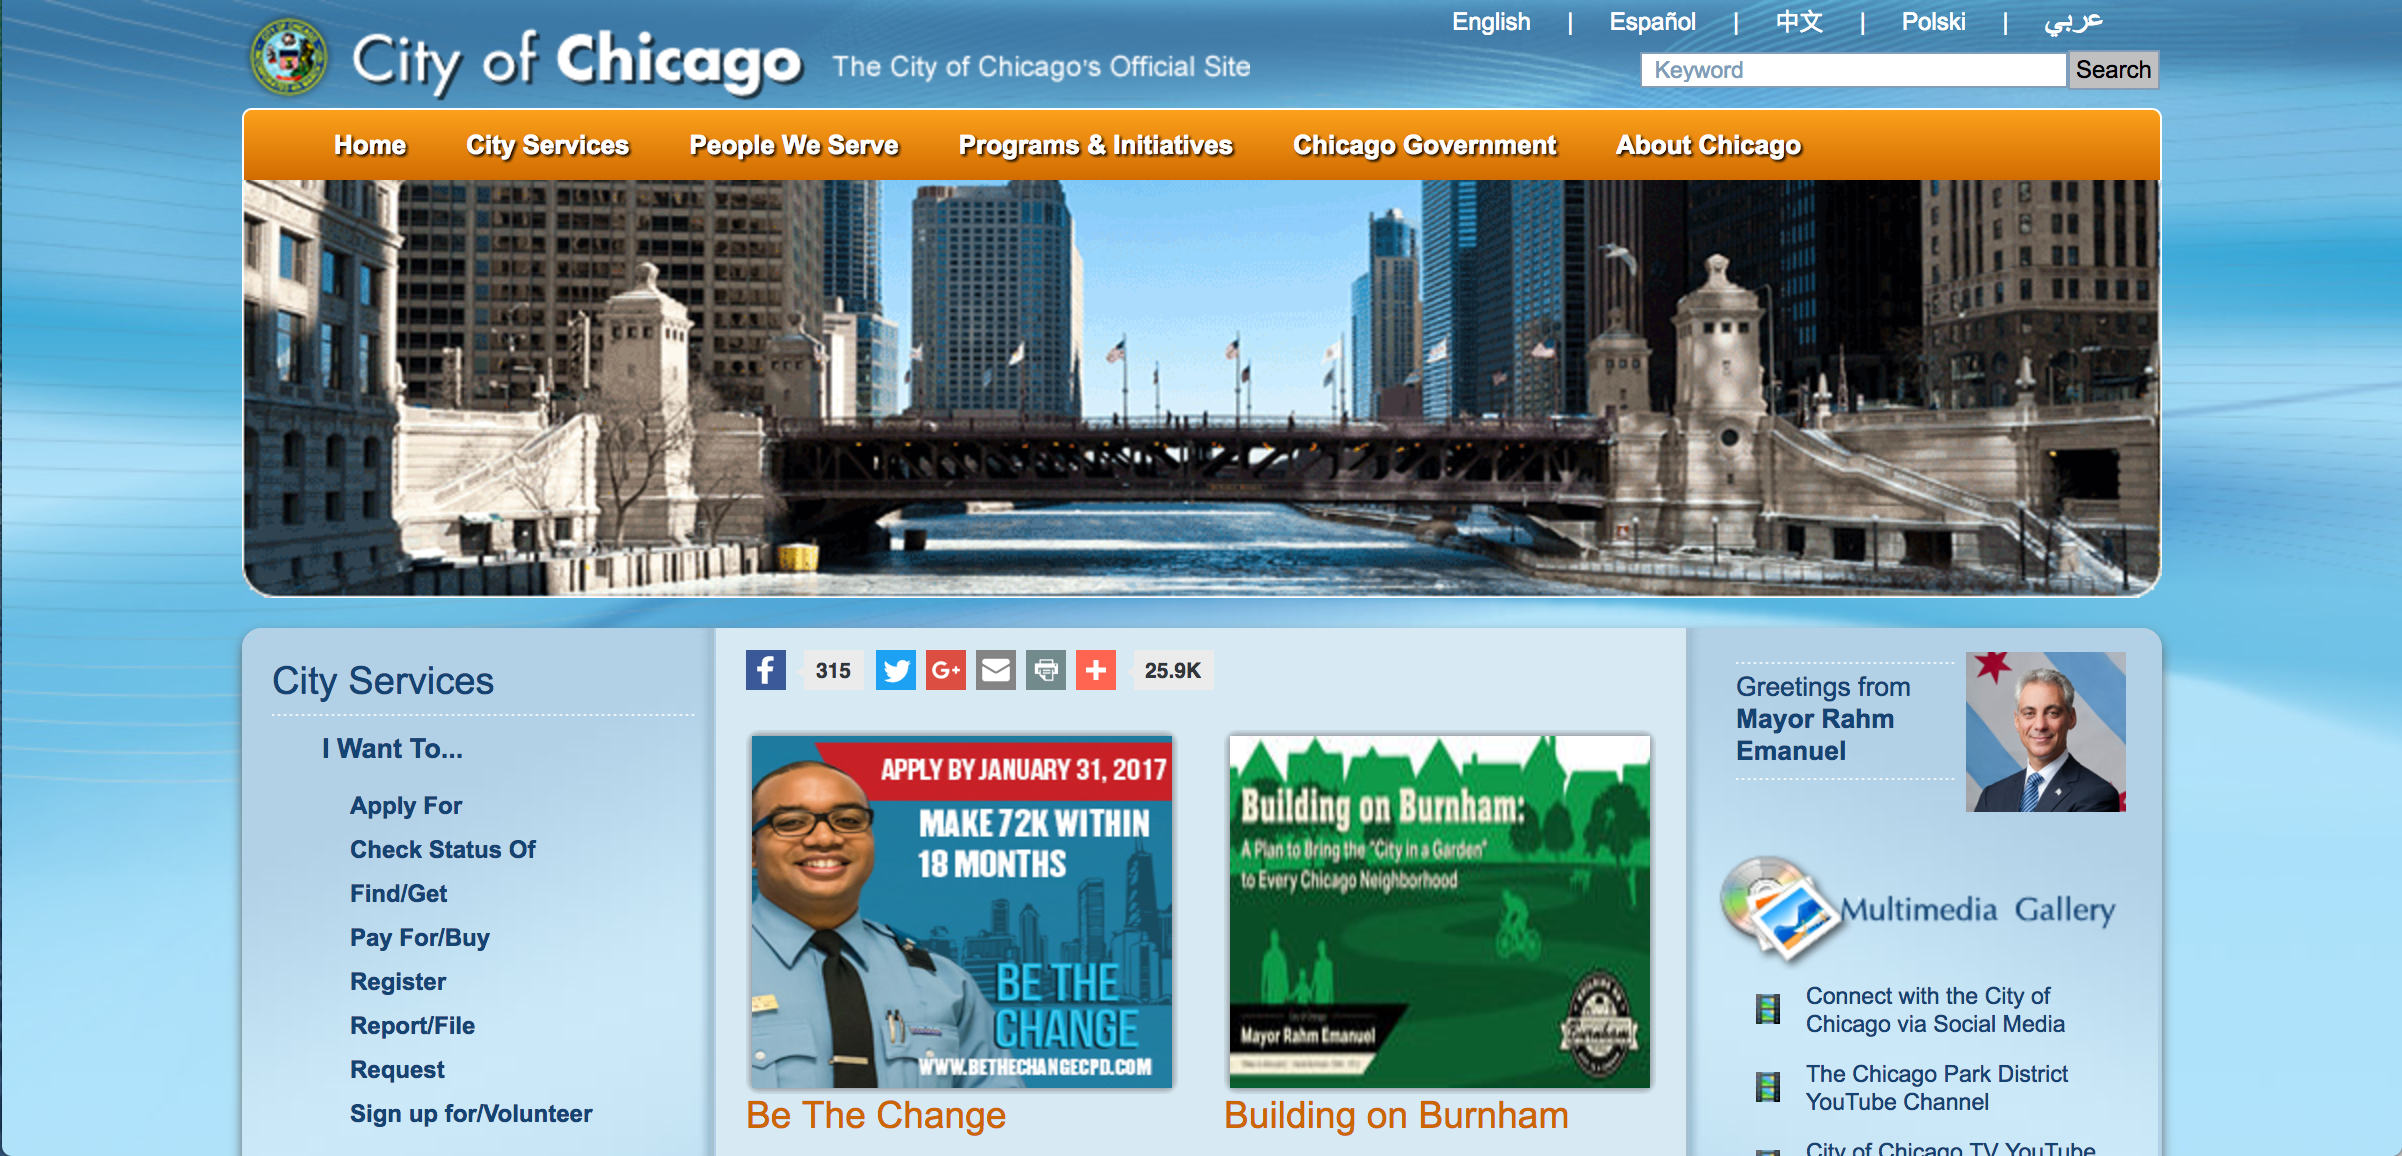 English | Español | 中文 | Polski | عربي
City of Chicago The City of Chicago's Official Site
Keyword Search
Home City Services People We Serve Programs & Initiatives Chicago Government About Chicago
City Services
I Want To...
Apply For
Check Status Of
Find/Get
Pay For/Buy
Register
Report/File
Request
Sign up for/Volunteer
315
G+
25.9K
APPLY BY JANUARY 31, 2017
MAKE 72K WITHIN
18 MONTHS
BE THE
CHANGE
WWW.BETHECHANGECPD.COM
Be The Change
Building on Burnham:
A Plan to Bring the "City in a Garden"
to Every Chicago Neighborhood
Mayor Rahm Emanuel
Burnham
Building on Burnham
Greetings from
Mayor Rahm
Emanuel
Multimedia Gallery
Connect with the City of
Chicago via Social Media
The Chicago Park District
YouTube Channel
City of Chicago TV YouTube